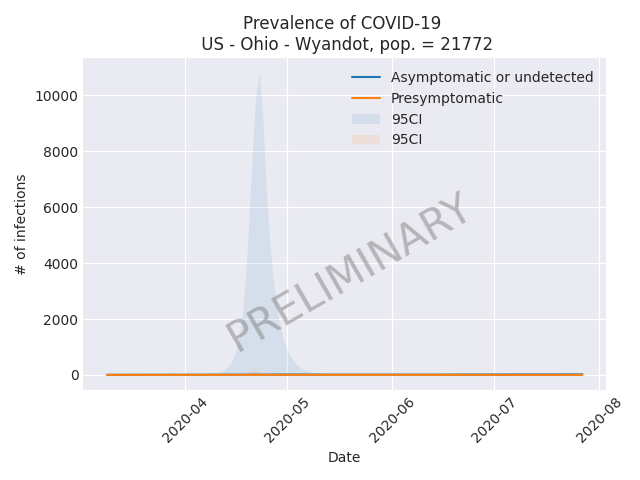 Prevalence of COVID-19
US - Ohio - Wyandot, pop. = 21772
Asymptomatic or undetected
Presymptomatic
95CI
95CI
10000
8000
6000
4000
2000
0
# of infections
PRELIMINARY
2020-04
2020-05
2020-06
2020-07
2020-08
Date